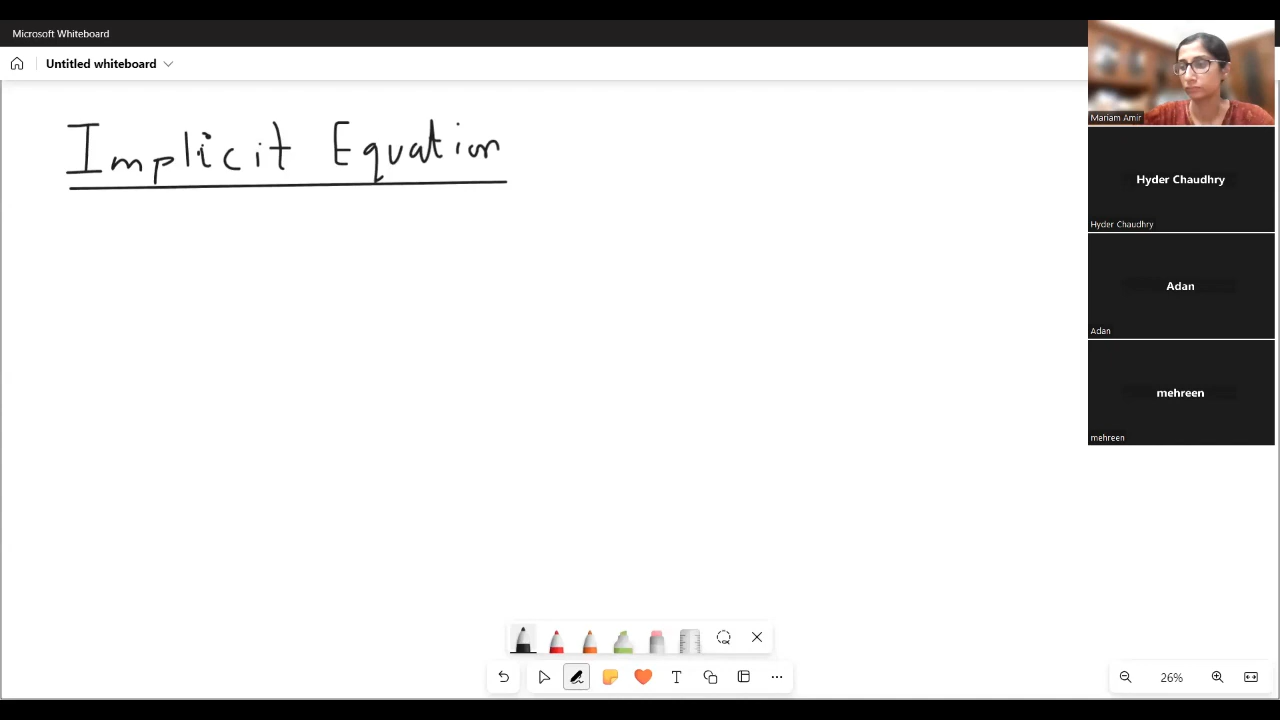 Microsoft Whiteboard
Untitled whiteboard
Implicit Equation
Mariam Amir
Hyder Chaudhry
Hyder Chaudhry
Adan
Adan
mehreen
mehreen
T
26%